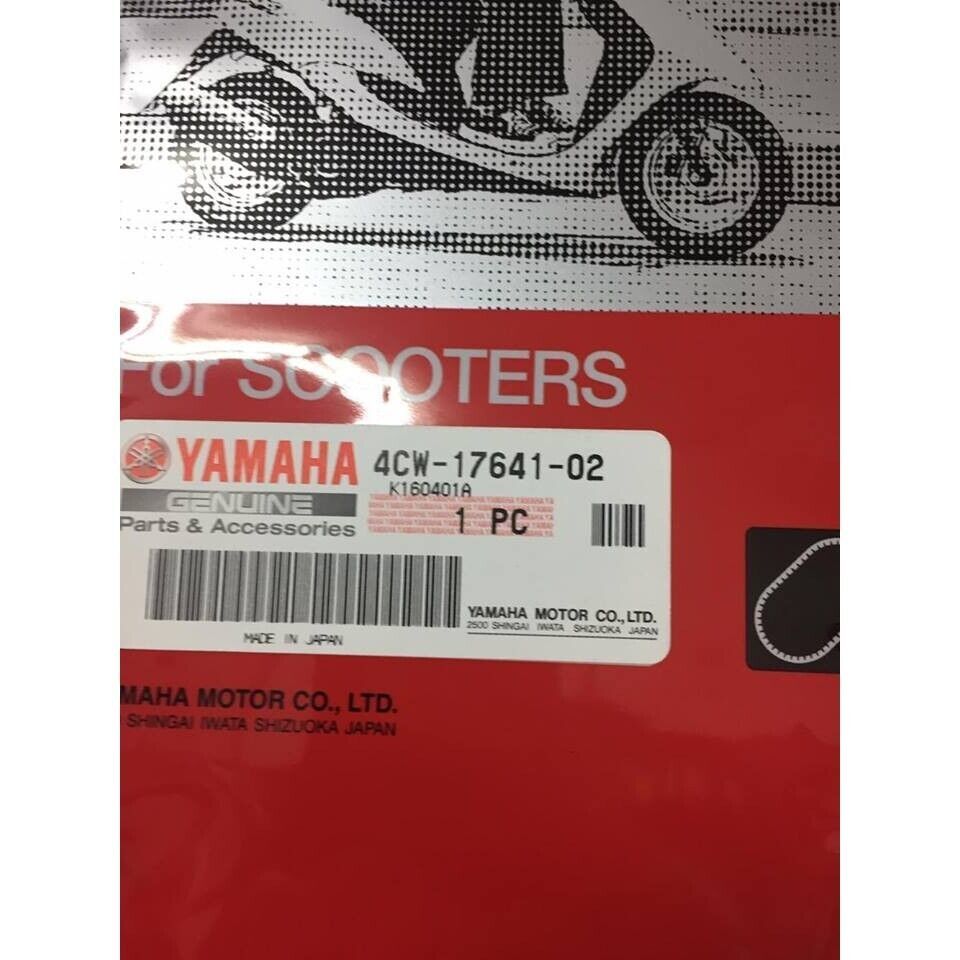 For SCOOTERS
YAMAHA 4CW-17641-02
K160401A
GENUINE
Parts & Accessories
1 PC
YAMAHA MOTOR CO.,LTD.
2500 SHINGAI IWATA SHIZUOKA JAPAN
MADE IN JAPAN
MAHA MOTOR CO., LTD.
SHINGAI IWATA SHIZUOKA JAPAN